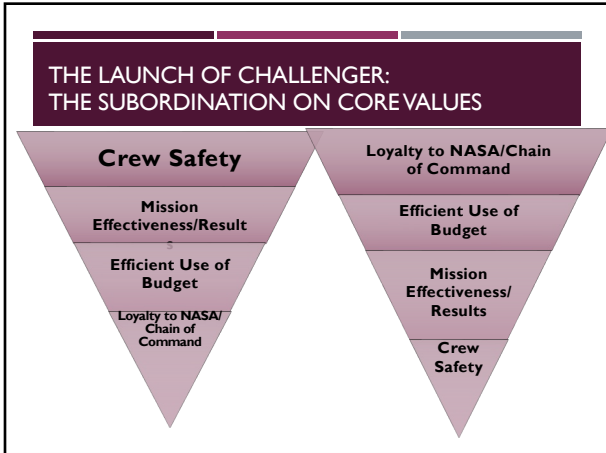 THE LAUNCH OF CHALLENGER:
THE SUBORDINATION ON CORE VALUES
Crew Safety
Mission
Effectiveness/Result
s
Efficient Use of
Budget
Loyalty to NASA/
Chain of
Command
Loyalty to NASA/Chain
of Command
Efficient Use of
Budget
Mission
Effectiveness/
Results
Crew
Safety